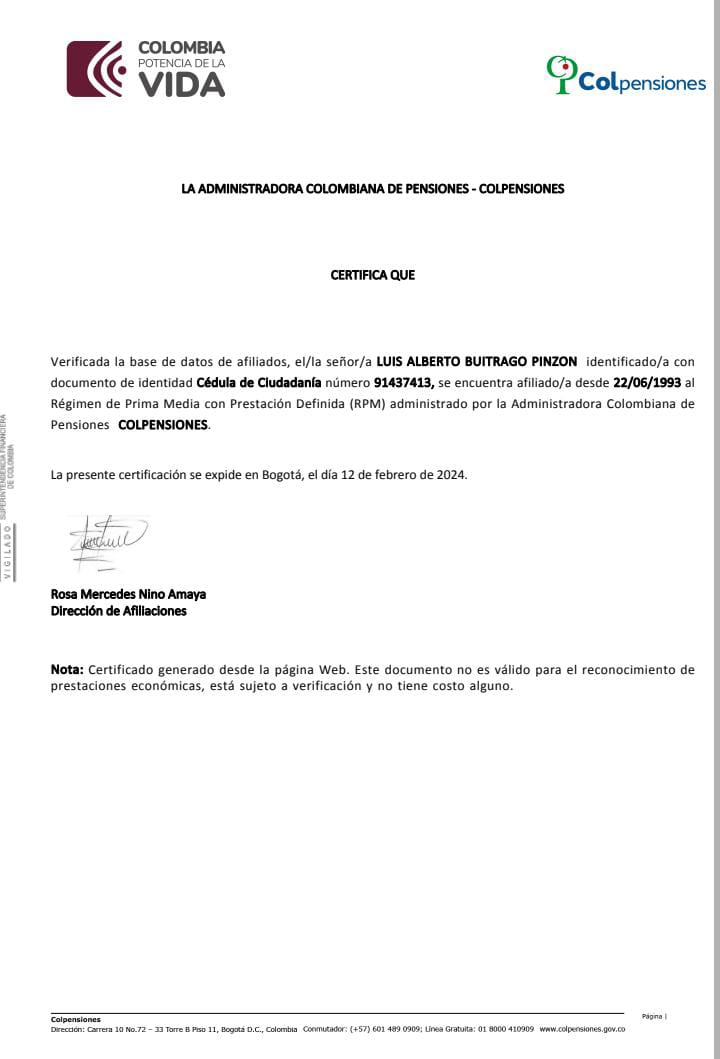 COLOMBIA
POTENCIA DE LA
VIDA
Colpensiones
LA ADMINISTRADORA COLOMBIANA DE PENSIONES - COLPENSIONES
CERTIFICA QUE
Verificada la base de datos de afiliados, el/la señor/a LUIS ALBERTO BUITRAGO PINZON identificado/a con
documento de identidad Cédula de Ciudadanía número 91437413, se encuentra afiliado/a desde 22/06/1993 al
Régimen de Prima Media con Prestación Definida (RPM) administrado por la Administradora Colombiana de
Pensiones COLPENSIONES.
La presente certificación se expide en Bogotá, el día 12 de febrero de 2024.
Rosa Mercedes Nino Amaya
Dirección de Afiliaciones
Nota: Certificado generado desde la página Web. Este documento no es válido para el reconocimiento de
prestaciones económicas, está sujeto a verificación y no tiene costo alguno.
VIGILADO SUPERINTENDENCIA FINANCIERA
DE COLOMBIA
Página |
Colpensiones
Dirección: Carrera 10 No.72 – 33 Torre B Piso 11, Bogotá D.C., Colombia Conmutador: (+57) 601 489 0909; Línea Gratuita: 01 8000 410909 www.colpensiones.gov.co